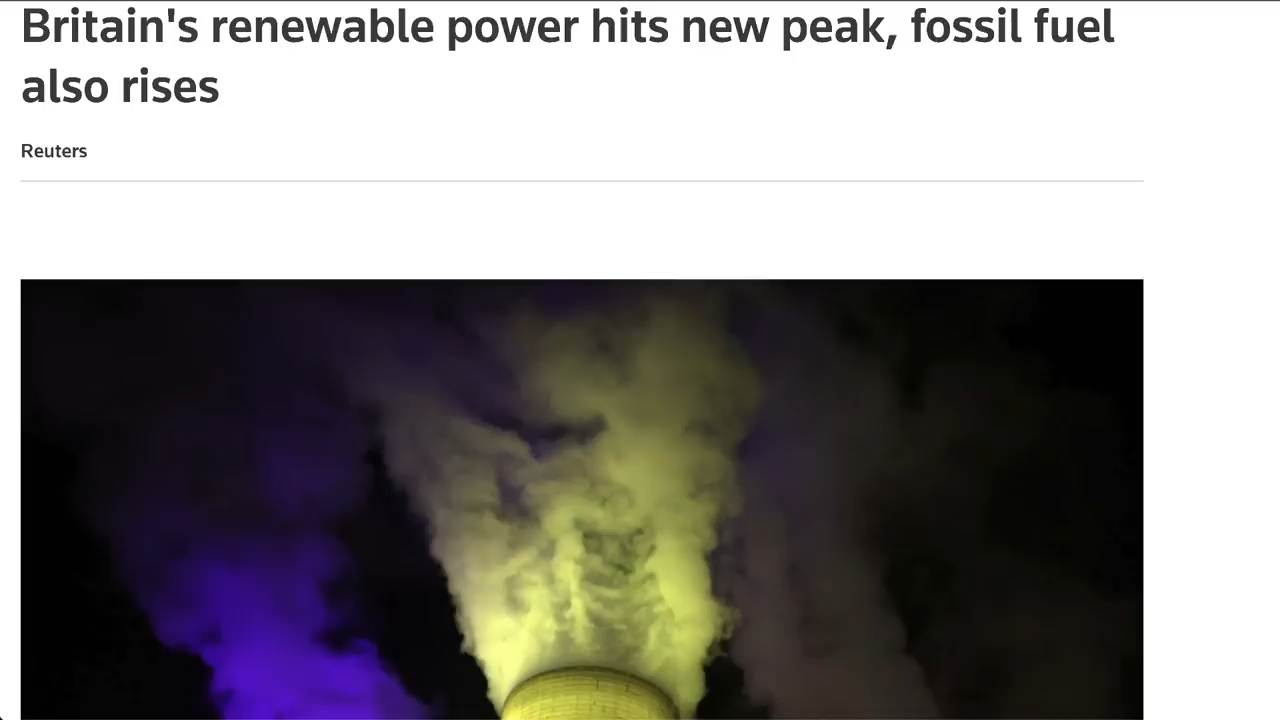 Britain's renewable power hits new peak, fossil fuel
also rises
Reuters